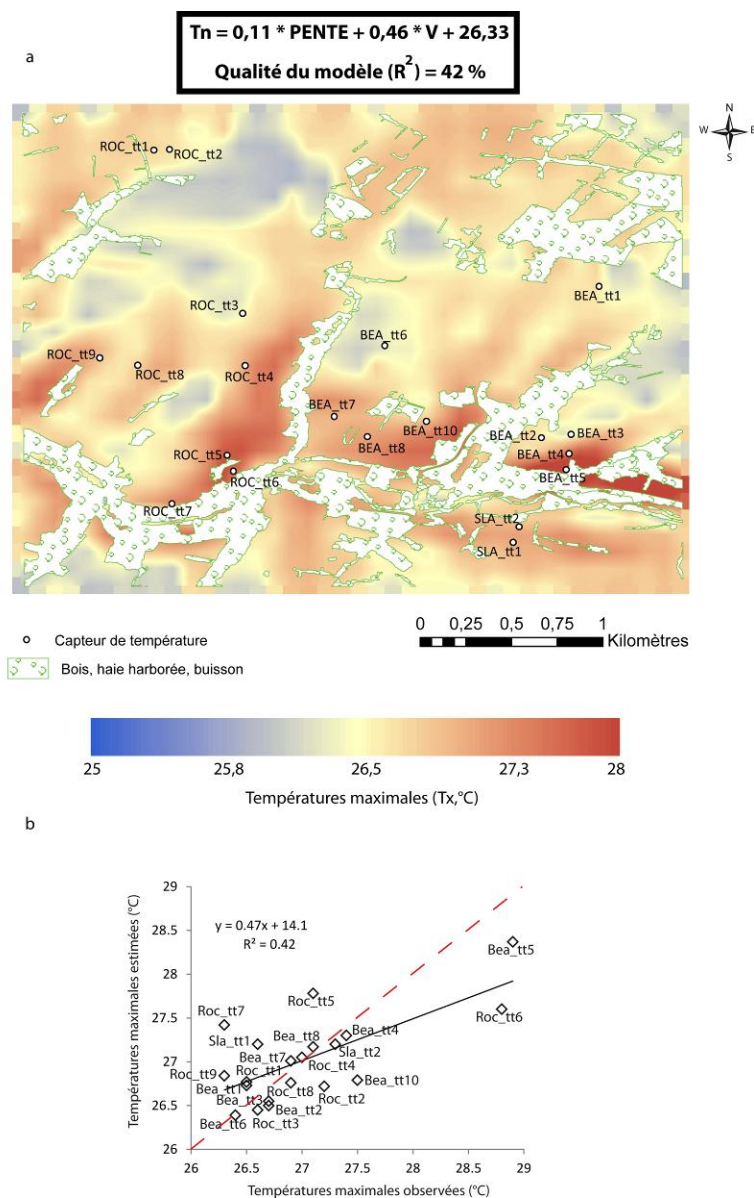 Tn = 0,11 * PENTE + 0,46 * V + 26,33
Qualité du modèle (R²) = 42 %
a
N
W E
S
ROC_tt1 ROC_tt2
ROC_tt3
BEA_tt1
BEA_tt6
ROC_tt9
ROC_tt8
ROC_tt4
BEA_tt7
BEA_tt10
BEA_tt8
BEA_tt2
BEA_tt3
ROC_tt5
BEA_tt4
ROC_tt6
BEA_tt5
ROC_tt7
SLA_tt2
SLA_tt1
0 0,25 0,5 0,75 1
Kilomètres
Capteur de température
Bois, haie harborée, buisson
25 25,8 26,5 27,3 28
Températures maximales (Tx,°C)
b
Températures maximales estimées (°C)
29
28.5
28
27.5
27
26.5
26
y = 0.47x + 14.1
R² = 0.42
Bea_tt5
Roc_tt5
Roc_tt6
Roc_tt7
Sla_tt1
Bea_tt8
Bea_tt4
Sla_tt2
Bea_tt7
Roc_tt4
Roc_tt9
Roc_tt1
Bea_tt1
Roc_tt8
Roc_tt2
Bea_tt10
Bea_tt3
Bea_tt2
Bea_tt6
Roc_tt3
26 26.5 27 27.5 28 28.5 29
Températures maximales observées (°C)